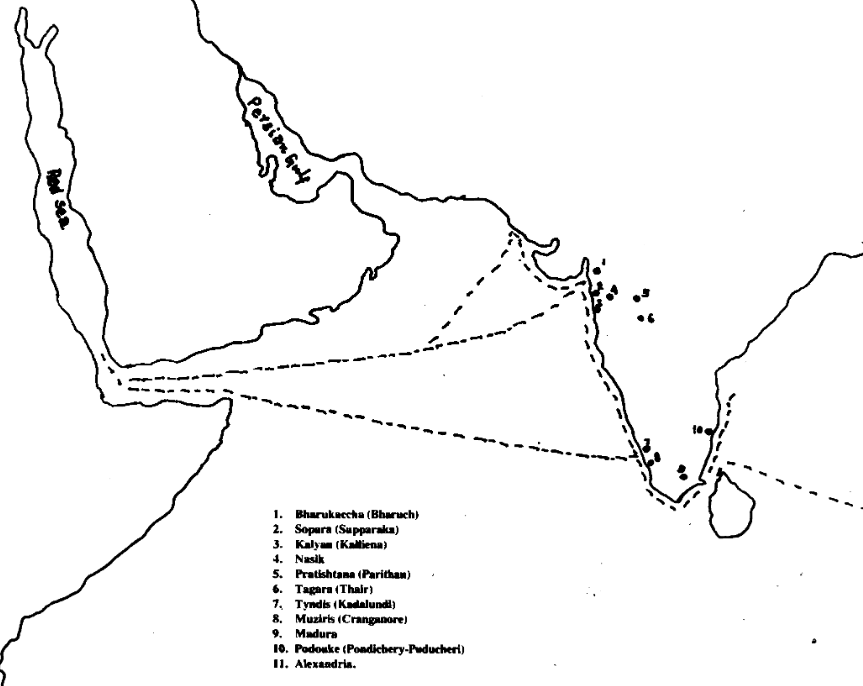 Persian Gulf
Red sea
1
2
4
5
3
6
10
7
8
9
1. Bharukaccha (Bharuch)
2. Sopara (Supparaka)
3. Kalyan (Kalliena)
4. Nasik
5. Pratishtana (Parithan)
6. Tagara (Thair)
7. Tyndis (Kadalundi)
8. Muziris (Cranganore)
9. Madura
10. Podouke (Pondichery-Puducheri)
11. Alexandria.